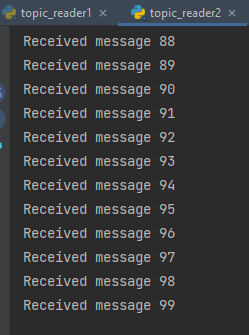 topic_reader1 topic_reader2
Received message 88
Received message 89
Received message 90
Received message 91
Received message 92
Received message 93
Received message 94
Received message 95
Received message 96
Received message 97
Received message 98
Received message 99